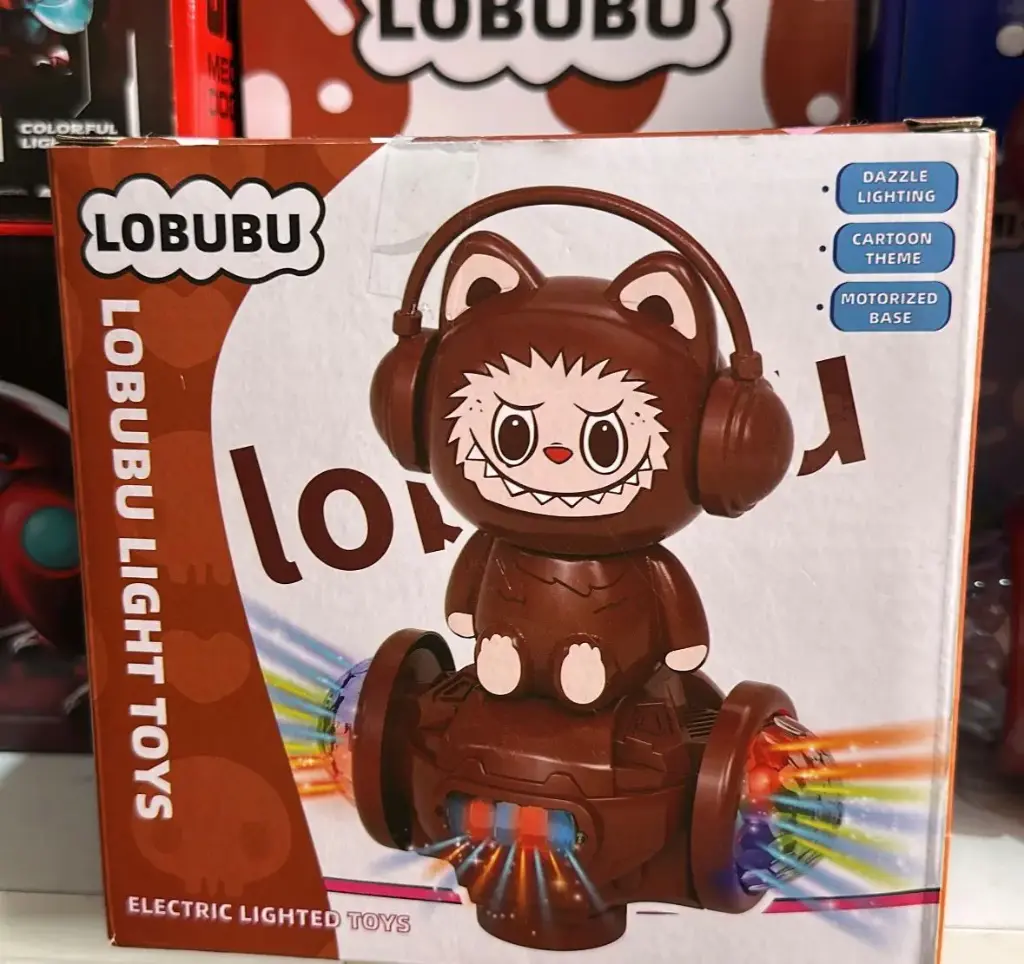 LOBUBU
COLORFUL
LOBUBU
DAZZLE
LIGHTING
CARTOON
THEME
MOTORIZED
BASE
LOBUBU LIGHT TOYS
ELECTRIC LIGHTED TOYS